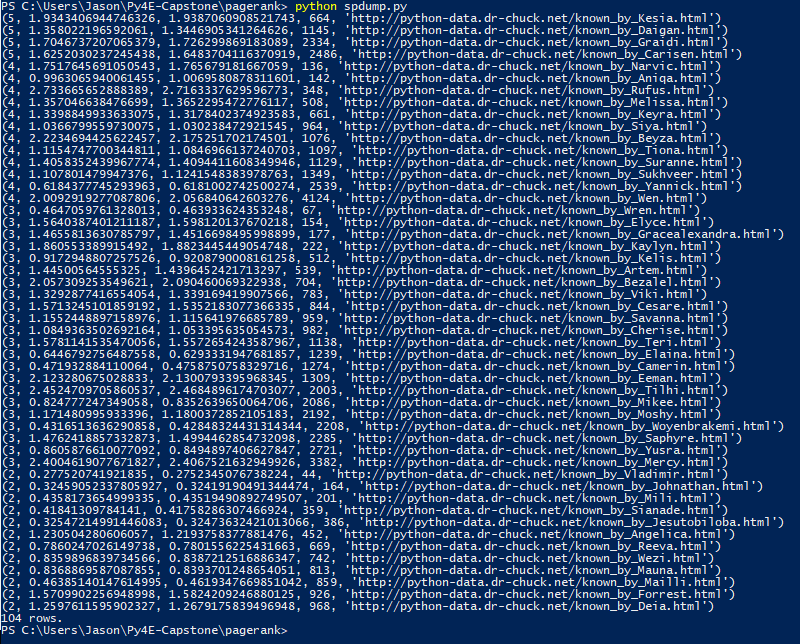 PS C:\Users\Jason\Py4E-Capstone\pagerank> python spdump.py
(5, 1.9343406944746326, 1.9387060908521743, 664, 'http://python-data.dr-chuck.net/known_by_Kesia.html')
(5, 1.358022196592061, 1.3446905341264626, 1145, 'http://python-data.dr-chuck.net/known_by_Daigan.html')
(5, 1.7046737207065379, 1.726299869183089, 2334, 'http://python-data.dr-chuck.net/known_by_Graidi.html')
(5, 1.6252030237245438, 1.6483704116370919, 2486, 'http://python-data.dr-chuck.net/known_by_Carisen.html')
(4, 1.7517645691050543, 1.765679181667059, 136, 'http://python-data.dr-chuck.net/known_by_Narvic.html')
(4, 0.9963065940061455, 1.0069580878311601, 142, 'http://python-data.dr-chuck.net/known_by_Aniqa.html')
(4, 2.733665652888389, 2.7163337629596773, 348, 'http://python-data.dr-chuck.net/known_by_Rufus.html')
(4, 1.357046638476699, 1.3652295472776117, 508, 'http://python-data.dr-chuck.net/known_by_Melissa.html')
(4, 1.3398849933633075, 1.3178402374923583, 661, 'http://python-data.dr-chuck.net/known_by_Keyra.html')
(4, 1.0366799559730075, 1.030238472921545, 964, 'http://python-data.dr-chuck.net/known_by_Siya.html')
(4, 2.2234694425622457, 2.175251702174501, 1076, 'http://python-data.dr-chuck.net/known_by_Beyza.html')
(4, 1.1154747700344811, 1.0846966137240703, 1097, 'http://python-data.dr-chuck.net/known_by_Tiona.html')
(4, 1.4058352439967774, 1.4094411608349946, 1129, 'http://python-data.dr-chuck.net/known_by_Suranne.html')
(4, 1.107801479947376, 1.1241548383978763, 1349, 'http://python-data.dr-chuck.net/known_by_Sukhveer.html')
(4, 0.6184377745293963, 0.6181002742500274, 2539, 'http://python-data.dr-chuck.net/known_by_Yannick.html')
(4, 2.0092919277087806, 2.056840642603276, 4124, 'http://python-data.dr-chuck.net/known_by_Wen.html')
(3, 0.4647059761328013, 0.463933624353248, 67, 'http://python-data.dr-chuck.net/known_by_Wren.html')
(3, 1.5640387401211187, 1.598120137670218, 154, 'http://python-data.dr-chuck.net/known_by_Elyce.html')
(3, 1.4655813630785797, 1.4516698495998899, 177, 'http://python-data.dr-chuck.net/known_by_Gracealexandra.html')
(3, 1.860553389915492, 1.8823445449054748, 222, 'http://python-data.dr-chuck.net/known_by_Kaylyn.html')
(3, 0.9172948807257526, 0.9208790008161258, 512, 'http://python-data.dr-chuck.net/known_by_Kelis.html')
(3, 1.44500564555325, 1.4396452421713297, 539, 'http://python-data.dr-chuck.net/known_by_Artem.html')
(3, 2.057309253549621, 2.090460069322938, 704, 'http://python-data.dr-chuck.net/known_by_Bezalel.html')
(3, 1.3292877416554054, 1.339169419907566, 783, 'http://python-data.dr-chuck.net/known_by_Viki.html')
(3, 1.5713245101859192, 1.5352183077366335, 844, 'http://python-data.dr-chuck.net/known_by_Cesare.html')
(3, 1.1552448897158976, 1.115641976685789, 959, 'http://python-data.dr-chuck.net/known_by_Savanna.html')
(3, 1.0849363502692164, 1.053395635054573, 982, 'http://python-data.dr-chuck.net/known_by_Cherise.html')
(3, 1.5781141535470056, 1.5572654243587967, 1138, 'http://python-data.dr-chuck.net/known_by_Teri.html')
(3, 0.6446792756487558, 0.6293331947681857, 1239, 'http://python-data.dr-chuck.net/known_by_Elaina.html')
(3, 0.471932884110064, 0.4758750758329716, 1274, 'http://python-data.dr-chuck.net/known_by_Camerin.html')
(3, 2.123280675028833, 2.1300793395968345, 1309, 'http://python-data.dr-chuck.net/known_by_Eeman.html')
(3, 2.4524709705860537, 2.4684896174703077, 2003, 'http://python-data.dr-chuck.net/known_by_Tilhi.html')
(3, 0.824777247349058, 0.8352639650064706, 2086, 'http://python-data.dr-chuck.net/known_by_Mikee.html')
(3, 1.171480995933396, 1.1800372852105183, 2192, 'http://python-data.dr-chuck.net/known_by_Moshy.html')
(3, 0.4316513636290858, 0.42848324431314344, 2208, 'http://python-data.dr-chuck.net/known_by_Woyenbrakemi.html')
(3, 1.4762418857332873, 1.4994462854732098, 2285, 'http://python-data.dr-chuck.net/known_by_Saphyre.html')
(3, 0.8605876610077092, 0.8494897406627847, 2721, 'http://python-data.dr-chuck.net/known_by_Yusra.html')
(3, 2.4004619077671827, 2.4067521632949926, 3382, 'http://python-data.dr-chuck.net/known_by_Mercy.html')
(2, 0.277520741921835, 0.2752345076738224, 44, 'http://python-data.dr-chuck.net/known_by_Vladimir.html')
(2, 0.32459052337805927, 0.32419190491344474, 164, 'http://python-data.dr-chuck.net/known_by_Johnathan.html')
(2, 0.4358173654999335, 0.43519490892749507, 201, 'http://python-data.dr-chuck.net/known_by_Mili.html')
(2, 0.41841309784141, 0.41758286307466924, 359, 'http://python-data.dr-chuck.net/known_by_Sianade.html')
(2, 0.32547214991446083, 0.32473632421013066, 386, 'http://python-data.dr-chuck.net/known_by_Jesutobiloba.html')
(2, 1.230504280606057, 1.2193758377881476, 452, 'http://python-data.dr-chuck.net/known_by_Angelica.html')
(2, 0.7860247026149738, 0.7801556225431663, 669, 'http://python-data.dr-chuck.net/known_by_Reeva.html')
(2, 0.8359896839734566, 0.8387212516886347, 742, 'http://python-data.dr-chuck.net/known_by_Wezi.html')
(2, 0.8368869587087855, 0.8393701248654051, 813, 'http://python-data.dr-chuck.net/known_by_Mauna.html')
(2, 0.46385140147614995, 0.4619347669851042, 859, 'http://python-data.dr-chuck.net/known_by_Mailli.html')
(2, 1.5709902256948998, 1.5824209246880125, 926, 'http://python-data.dr-chuck.net/known_by_Forrest.html')
(2, 1.2597611595902327, 1.2679175839496948, 968, 'http://python-data.dr-chuck.net/known_by_Deia.html')
104 rows.
PS C:\Users\Jason\Py4E-Capstone\pagerank>